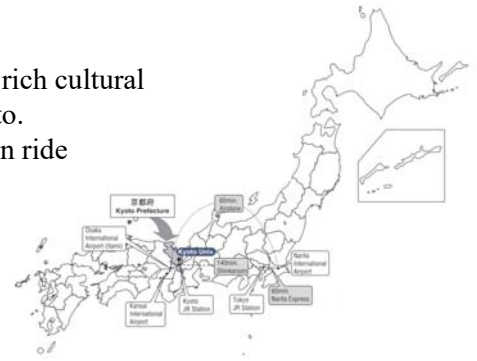 rich cultural
to.
n ride
京都府
Kyoto Prefecture
60min.
Airplane
Osaka
International
Airport (Itami)
Kyoto Univ.
140min.
Shinkansen
Narita
International
Airport
Kansai
International
Airport
Kyoto
JR Station
Tokyo
JR Station
60min.
Narita Express